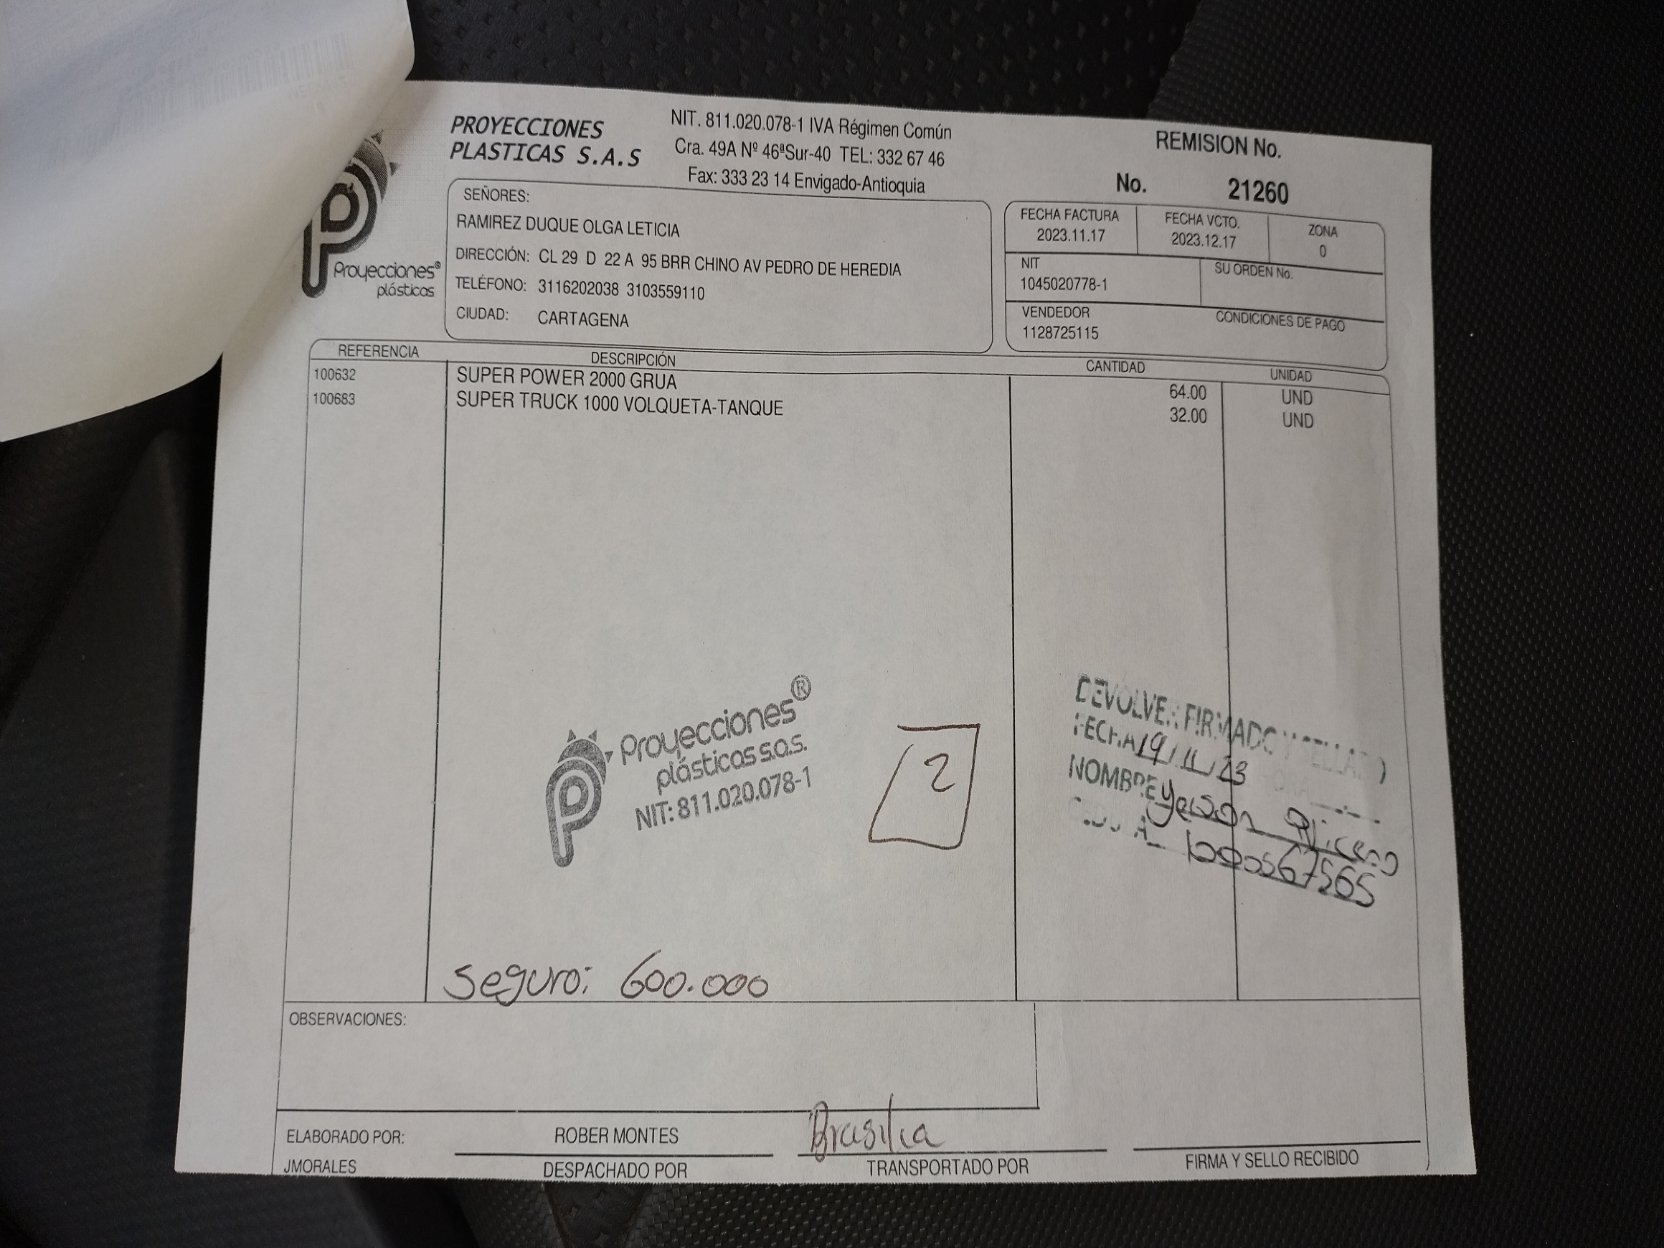 PROYECCIONES
PLASTICAS S.A.S
NIT. 811.020.078-1 IVA Régimen Común
Cra. 49A Nº 46ªSur-40 TEL: 332 67 46
Fax: 333 23 14 Envigado-Antioquia
REMISION No.
No. 21260
Proyecciones®
plásticas
SEÑORES:
RAMIREZ DUQUE OLGA LETICIA
DIRECCIÓN: CL 29 D 22 A 95 BRR CHINO AV PEDRO DE HEREDIA
TELÉFONO: 3116202038 3103559110
CIUDAD: CARTAGENA
FECHA FACTURA FECHA VCTO. ZONA
2023.11.17 2023.12.17 0
NIT SU ORDEN No.
1045020778-1
VENDEDOR CONDICIONES DE PAGO
1128725115
REFERENCIA DESCRIPCIÓN CANTIDAD UNIDAD
100632 SUPER POWER 2000 GRUA 64.00 UND
100683 SUPER TRUCK 1000 VOLQUETA-TANQUE 32.00 UND
Proyecciones®
plásticas s.a.s.
NIT: 811.020.078-1
2
DEVOLVER FIRMADO Y SELLADO
FECHA 19/11/23
NOMBRE Yeison
1000567565
Seguro: 600.000
OBSERVACIONES:
ELABORADO POR: ROBER MONTES Brasilia
JMORALES DESPACHADO POR TRANSPORTADO POR FIRMA Y SELLO RECIBIDO